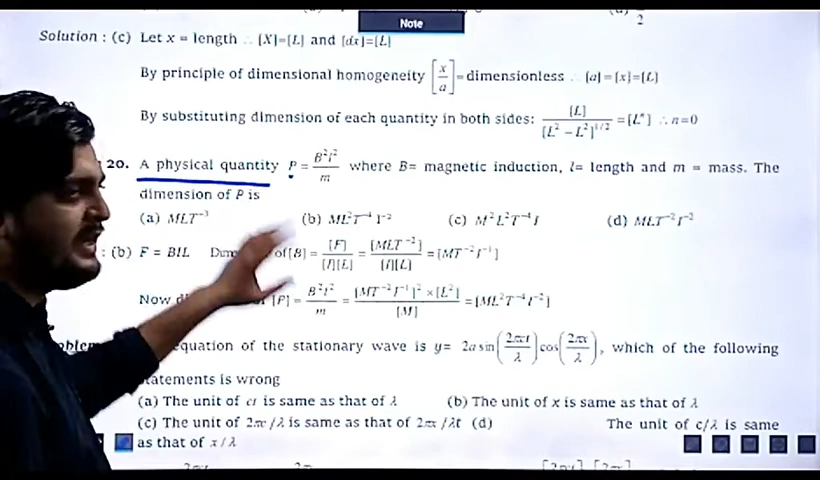 Note
2
Solution : (c) Let x = length ∴ [X]=[L] and [dx]=[L]
By principle of dimensional homogeneity [x/a] = dimensionless ∴ [a]=[x]=[L]
By substituting dimension of each quantity in both sides: [L]/[L² − L²]^{1/2} = [Lⁿ] ∴ n=0
20. A physical quantity P = B²l²/m where B= magnetic induction, l= length and m = mass. The
dimension of P is
(a) MLT⁻³ (b) ML²T⁻⁴I⁻² (c) M²L²T⁻⁴I (d) MLT⁻²I⁻²
: (b) F = BIL of [B] = [F]/[I][L] = [MLT⁻²]/[I][L] = [MT⁻²I⁻¹]
Now [P] = B²l²/m = [MT⁻²I⁻¹]² × [L²]/[M] = [ML²T⁻⁴I⁻²]
equation of the stationary wave is y= 2a sin(2πct/λ) cos(2πx/λ), which of the following
statements is wrong
(a) The unit of ct is same as that of λ (b) The unit of x is same as that of λ
(c) The unit of 2πc/λ is same as that of 2πx/λt (d) The unit of c/λ is same
as that of x/λ